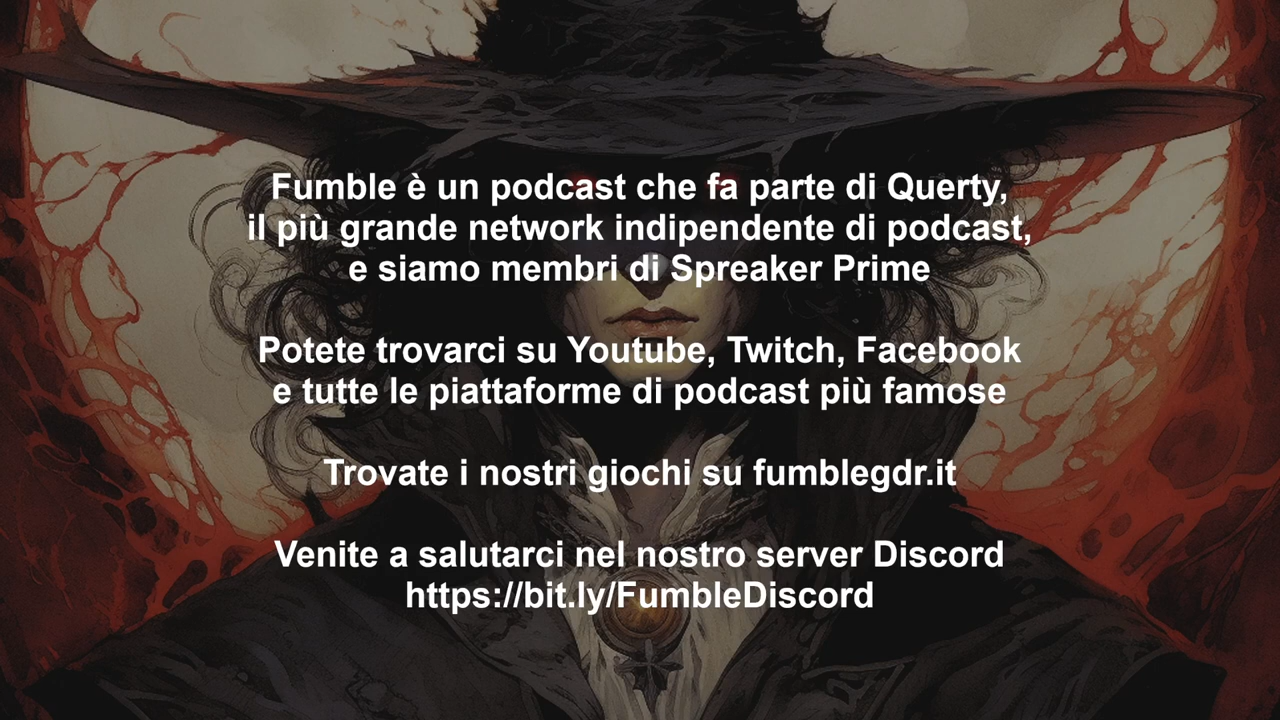 Fumble è un podcast che fa parte di Querty,
il più grande network indipendente di podcast,
e siamo membri di Spreaker Prime
Potete trovarci su Youtube, Twitch, Facebook
e tutte le piattaforme di podcast più famose
Trovate i nostri giochi su fumblegdr.it
Venite a salutarci nel nostro server Discord
https://bit.ly/FumbleDiscord